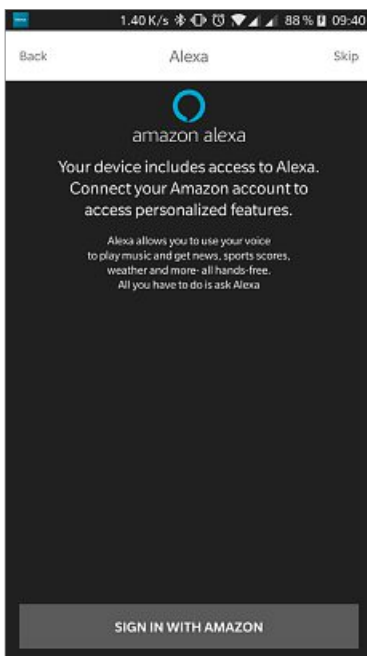 1.40 K/s 88% 09:40
Back Alexa Skip
amazon alexa
Your device includes access to Alexa.
Connect your Amazon account to
access personalized features.
Alexa allows you to use your voice
to play music and get news, sports scores,
weather and more- all hands-free.
All you have to do is ask Alexa
SIGN IN WITH AMAZON